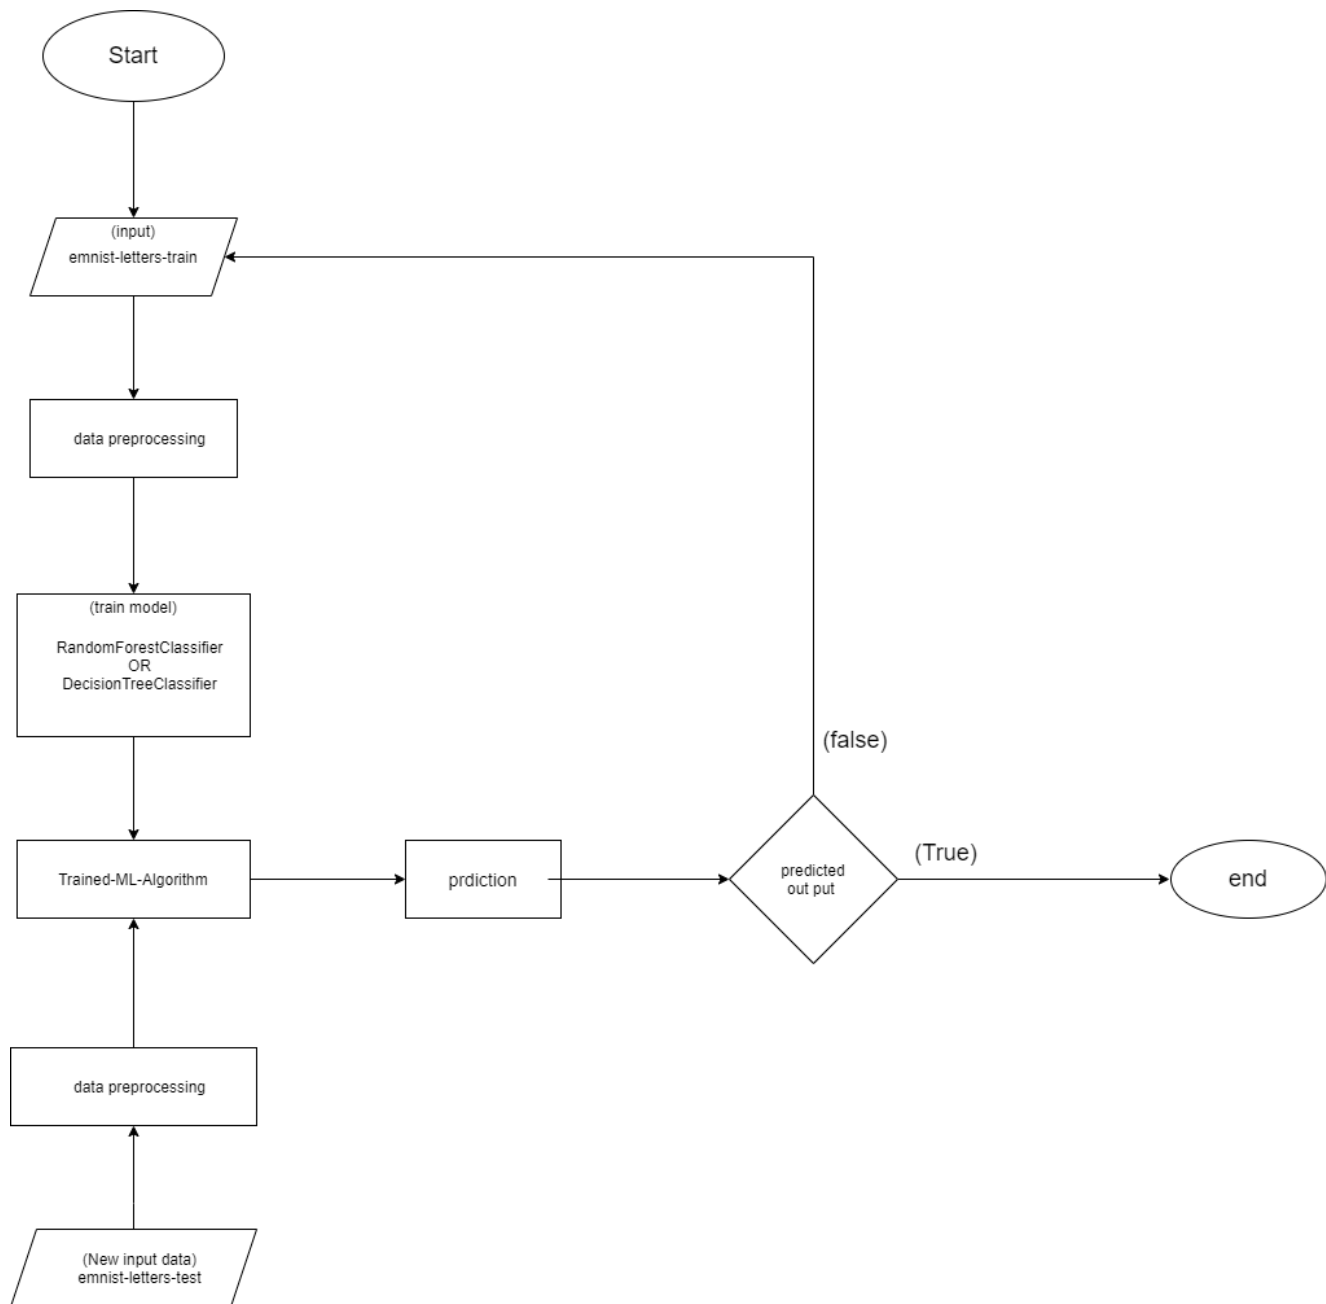 Start
(input)
emnist-letters-train
data preprocessing
(train model)
RandomForestClassifier
OR
DecisionTreeClassifier
(false)
Trained-ML-Algorithm
prdiction
predicted
out put
(True)
end
data preprocessing
(New input data)
emnist-letters-test